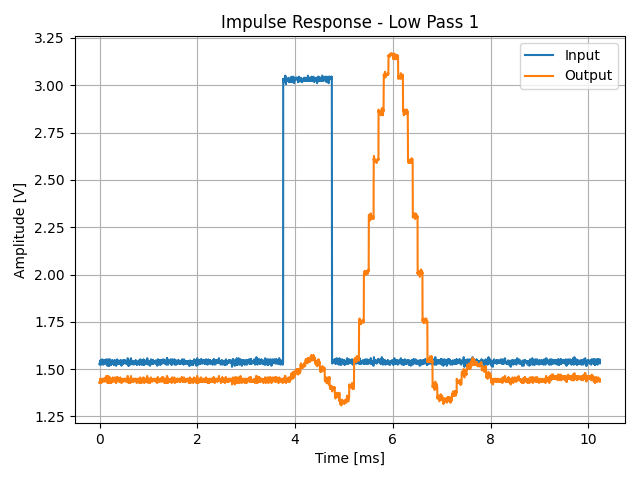 Impulse Response - Low Pass 1
Input
Output
Amplitude [V]
3.25
3.00
2.75
2.50
2.25
2.00
1.75
1.50
1.25
0 2 4 6 8 10
Time [ms]